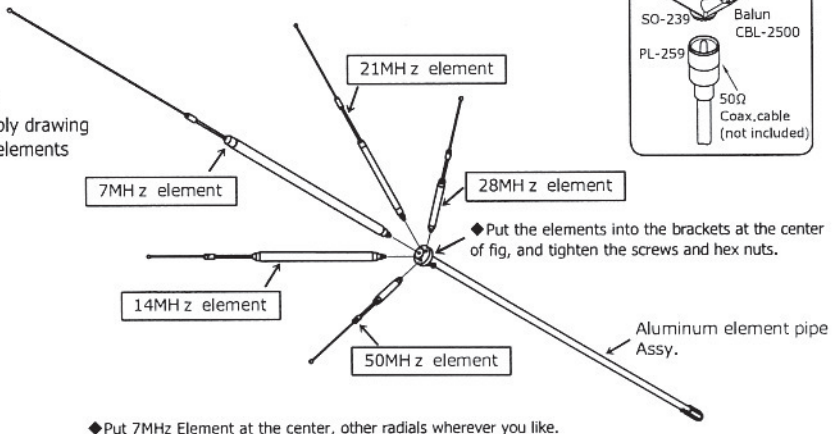 SO-239
Balun
CBL-2500
PL-259
50Ω
Coax.cable
(not included)
21MHz element
drawing
elements
7MHz element
28MHz element
◆Put the elements into the brackets at the center
of fig, and tighten the screws and hex nuts.
14MHz element
50MHz element
Aluminum element pipe
Assy.
◆Put 7MHz Element at the center, other radials wherever you like.